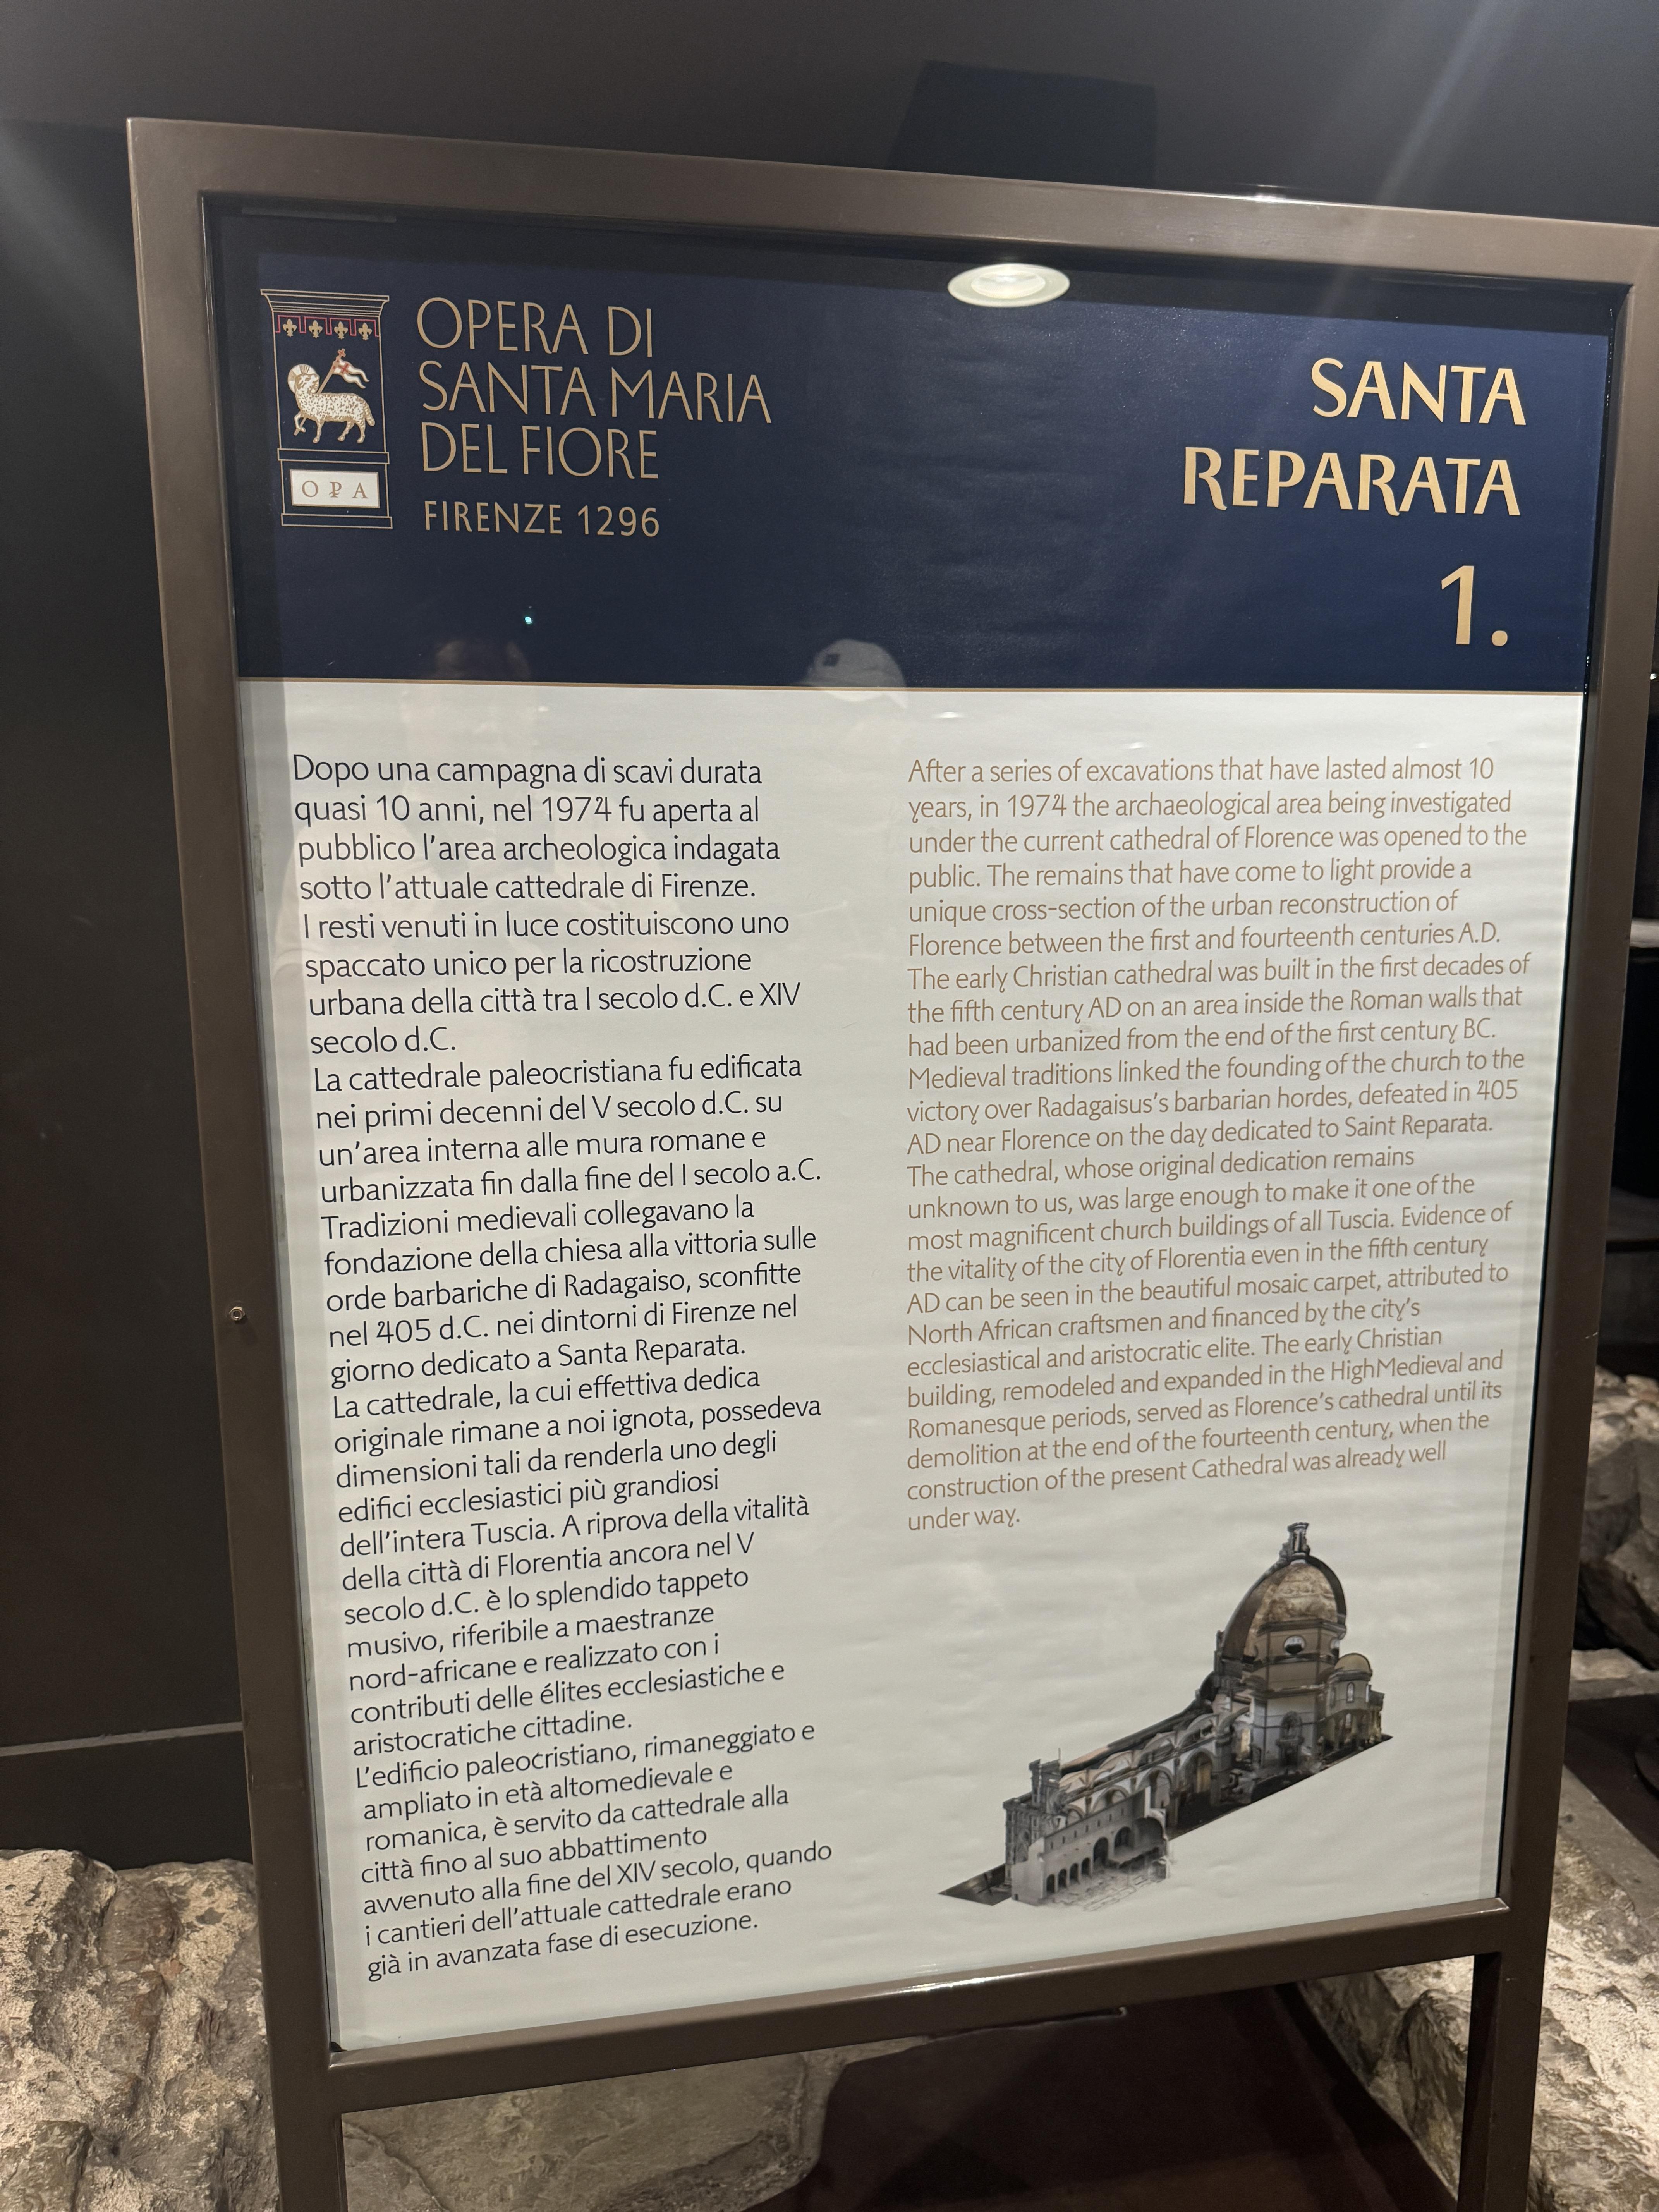 OPERA DI
SANTA MARIA
DEL FIORE
FIRENZE 1296
OPA
SANTA
REPARATA
1.
Dopo una campagna di scavi durata
quasi 10 anni, nel 1974 fu aperta al
pubblico l'area archeologica indagata
sotto l'attuale cattedrale di Firenze.
I resti venuti in luce costituiscono uno
spaccato unico per la ricostruzione
urbana della città tra I secolo d.C. e XIV
secolo d.C.
La cattedrale paleocristiana fu edificata
nei primi decenni del V secolo d.C. su
un'area interna alle mura romane e
urbanizzata fin dalla fine del I secolo a.C.
Tradizioni medievali collegavano la
fondazione della chiesa alla vittoria sulle
orde barbariche di Radagaiso, sconfitte
nel 405 d.C. nei dintorni di Firenze nel
giorno dedicato a Santa Reparata.
La cattedrale, la cui effettiva dedica
originale rimane a noi ignota, possedeva
dimensioni tali da renderla uno degli
edifici ecclesiastici più grandiosi
dell'intera Tuscia. A riprova della vitalità
della città di Florentia ancora nel V
secolo d.C. è lo splendido tappeto
musivo, riferibile a maestranze
nord-africane e realizzato con i
contributi delle élites ecclesiastiche e
aristocratiche cittadine.
L'edificio paleocristiano, rimaneggiato e
ampliato in età altomedievale e
romanica, è servito da cattedrale alla
città fino al suo abbattimento
avvenuto alla fine del XIV secolo, quando
i cantieri dell'attuale cattedrale erano
già in avanzata fase di esecuzione.
After a series of excavations that have lasted almost 10
years, in 1974 the archaeological area being investigated
under the current cathedral of Florence was opened to the
public. The remains that have come to light provide a
unique cross-section of the urban reconstruction of
Florence between the first and fourteenth centuries A.D.
The early Christian cathedral was built in the first decades of
the fifth century AD on an area inside the Roman walls that
had been urbanized from the end of the first century BC.
Medieval traditions linked the founding of the church to the
victory over Radagaisus's barbarian hordes, defeated in 405
AD near Florence on the day dedicated to Saint Reparata.
The cathedral, whose original dedication remains
unknown to us, was large enough to make it one of the
most magnificent church buildings of all Tuscia. Evidence of
the vitality of the city of Florentia even in the fifth century
AD can be seen in the beautiful mosaic carpet, attributed to
North African craftsmen and financed by the city's
ecclesiastical and aristocratic elite. The early Christian
building, remodeled and expanded in the HighMedieval and
Romanesque periods, served as Florence's cathedral until its
demolition at the end of the fourteenth century, when the
construction of the present Cathedral was already well
under way.